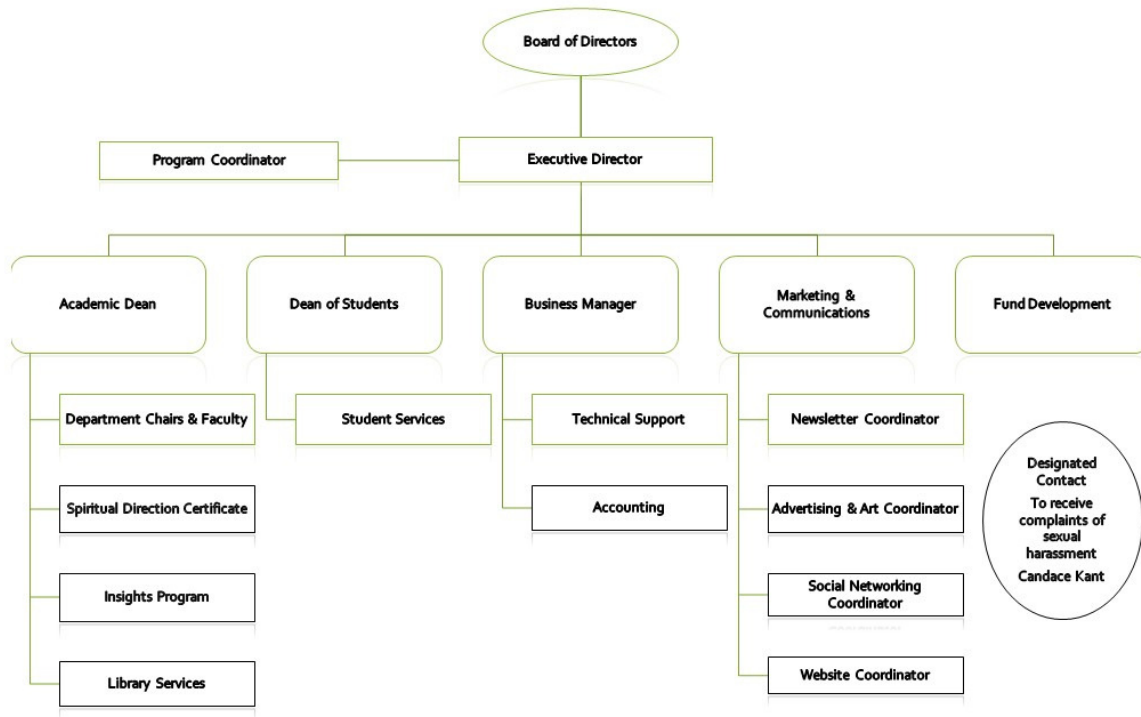 Board of Directors
Program Coordinator
Executive Director
Academic Dean
Dean of Students
Business Manager
Marketing &
Communications
Fund Development
Department Chairs & Faculty
Student Services
Technical Support
Newsletter Coordinator
Spiritual Direction Certificate
Accounting
Advertising & Art Coordinator
Insights Program
Social Networking
Coordinator
Library Services
Website Coordinator
Designated
Contact
To receive
complaints of
sexual
harassment
Candace Kant